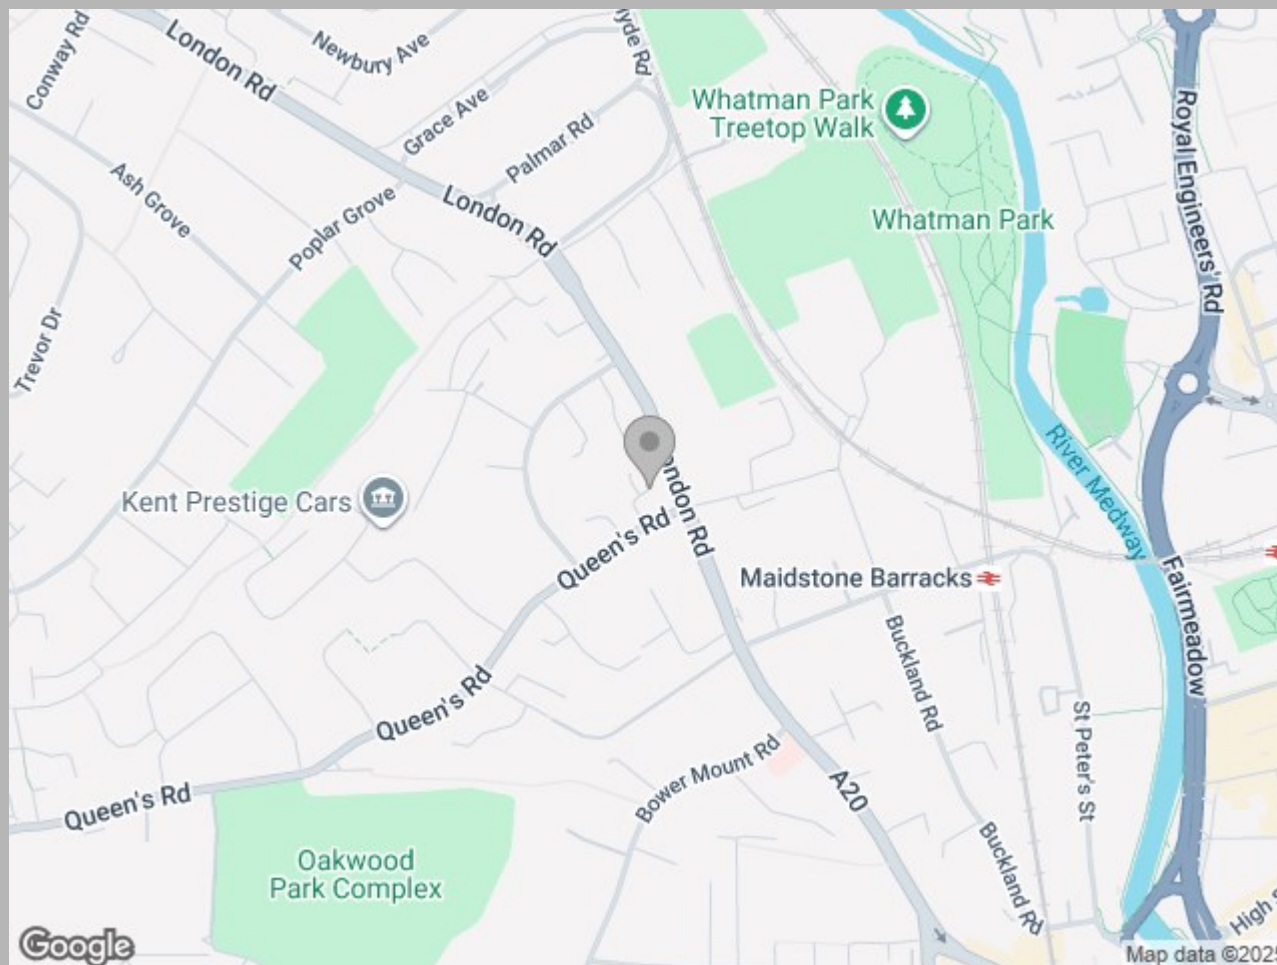 Conway Rd
London Rd
Newbury Ave
Grace Ave
Palmar Rd
Whatman Park
Treetop Walk
Royal Engineers' Rd
Ash Grove
Poplar Grove
London Rd
Whatman Park
Trevor Dr
River Medway
Kent Prestige Cars
London Rd
Queen's Rd
Maidstone Barracks
Fairmeadow
Buckland Rd
Queen's Rd
St Peter's St
Bower Mount Rd
A20
Queen's Rd
Oakwood
Park Complex
Buckland Rd
High
Google
Map data ©2025